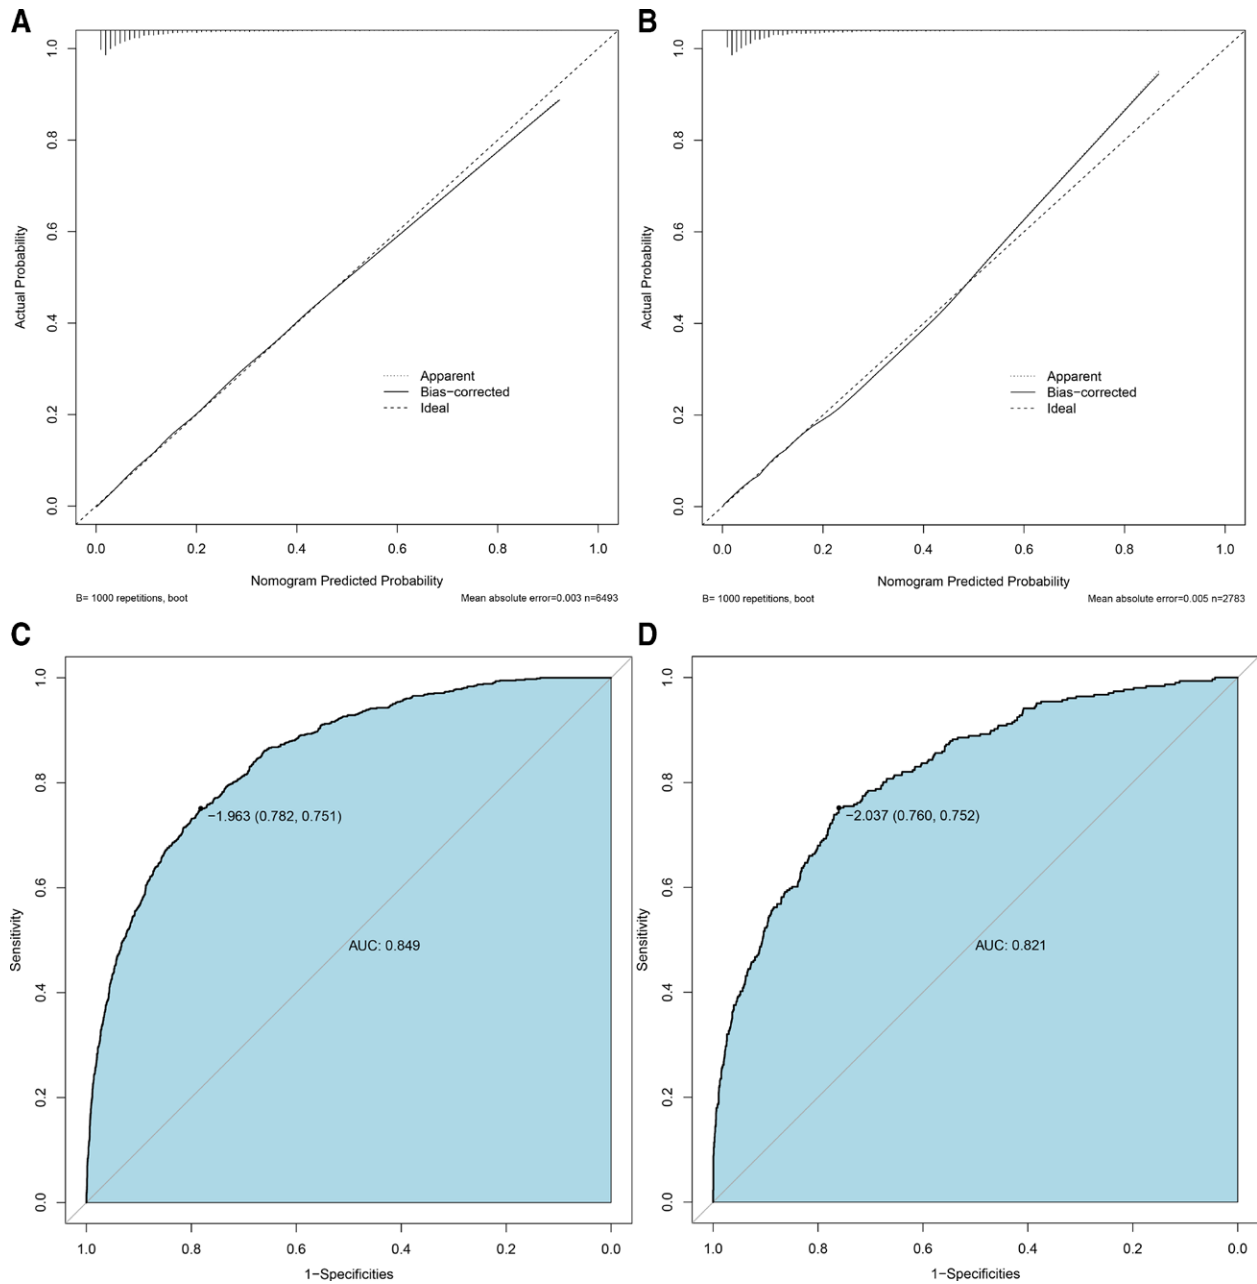 A
1.0
0.8
0.6
0.4
0.2
0.0
Actual Probability
Apparent
Bias-corrected
Ideal
0.0 0.2 0.4 0.6 0.8 1.0
Nomogram Predicted Probability
B= 1000 repetitions, boot
Mean absolute error=0.003 n=6493
B
1.0
0.8
0.6
0.4
0.2
0.0
Actual Probability
Apparent
Bias-corrected
Ideal
0.0 0.2 0.4 0.6 0.8 1.0
Nomogram Predicted Probability
B= 1000 repetitions, boot
Mean absolute error=0.005 n=2783
C
1.0
0.8
0.6
0.4
0.2
0.0
Sensitivity
−1.963 (0.782, 0.751)
AUC: 0.849
1.0 0.8 0.6 0.4 0.2 0.0
1−Specificities
D
1.0
0.8
0.6
0.4
0.2
0.0
Sensitivity
−2.037 (0.760, 0.752)
AUC: 0.821
1.0 0.8 0.6 0.4 0.2 0.0
1−Specificities